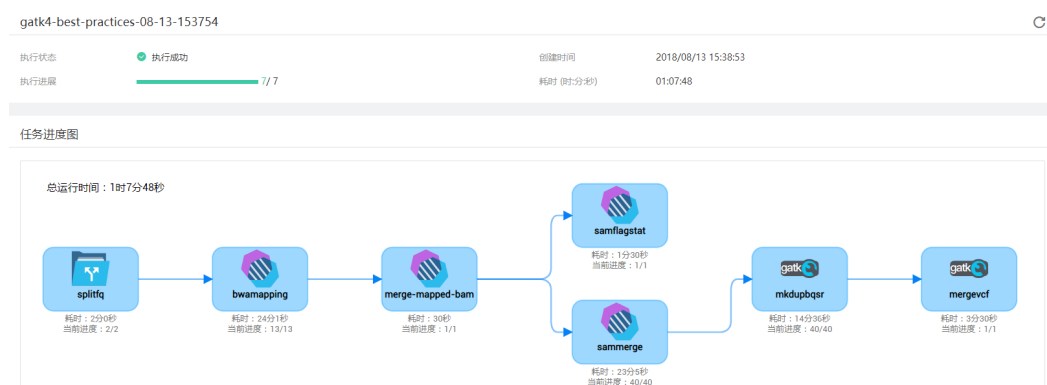 gatk4-best-practices-08-13-153754
执行状态 执行成功 创建时间 2018/08/13 15:38:53
执行进展 7/ 7 耗时 (时:分:秒) 01:07:48
任务进度图
总运行时间：1时7分48秒
samflagstat
耗时：1分30秒
当前进度：1/1
splitfq
耗时：2分0秒
当前进度：2/2
bwamapping
耗时：24分1秒
当前进度：13/13
merge-mapped-bam
耗时：30秒
当前进度：1/1
gatk
mkdupbqsr
耗时：14分36秒
当前进度：40/40
gatk
mergevcf
耗时：3分30秒
当前进度：1/1
sammerge
耗时：23分5秒
当前进度：40/40